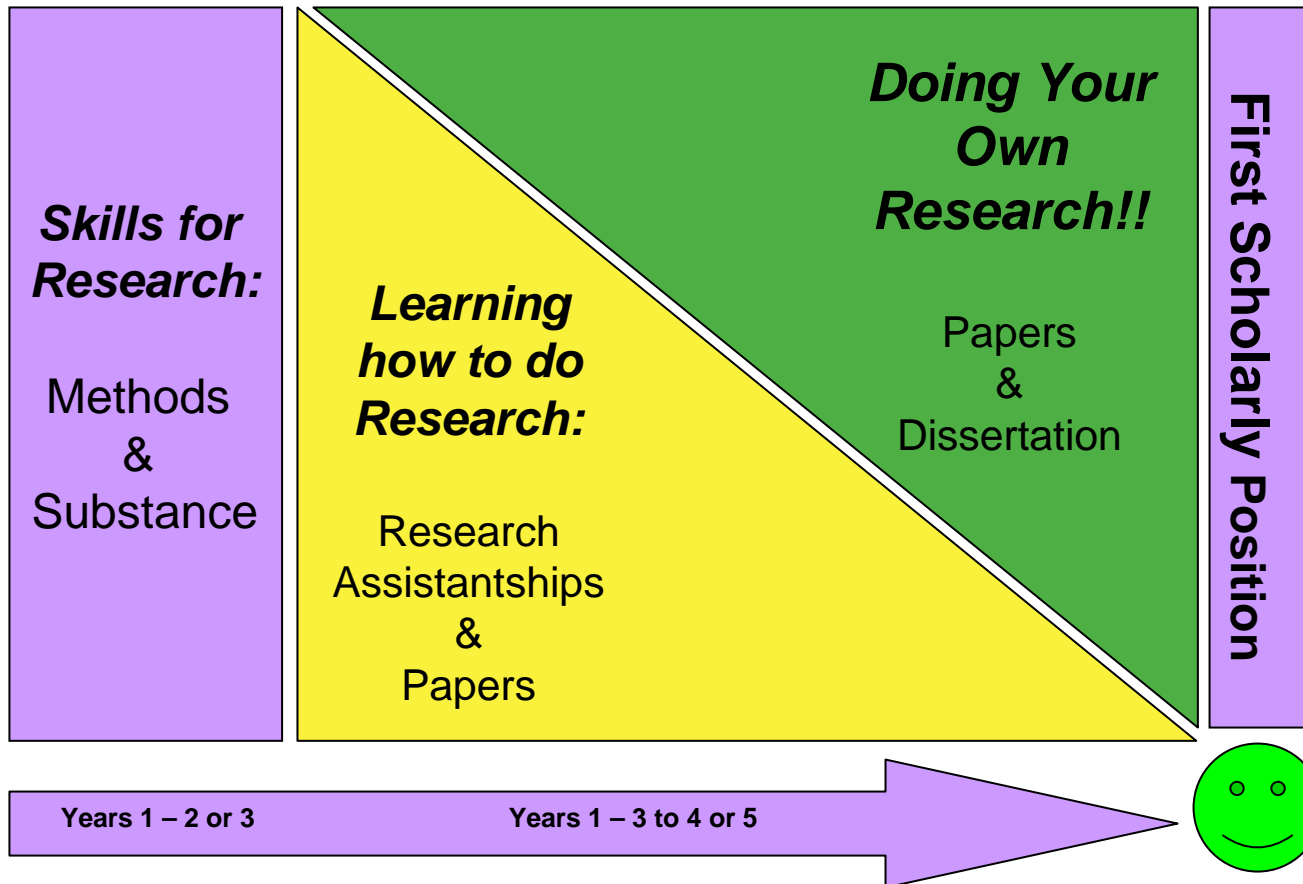 Skills for
Research:
Methods
&
Substance
Learning
how to do
Research:
Research
Assistantships
&
Papers
Doing Your
Own
Research!!
Papers
&
Dissertation
First Scholarly Position
Years 1 – 2 or 3
Years 1 – 3 to 4 or 5